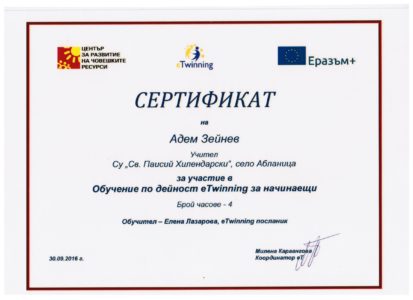 ЦЕНТЪР
ЗА РАЗВИТИЕ
НА ЧОВЕШКИТЕ
РЕСУРСИ
eTwinning
Еразъм+
СЕРТИФИКАТ
на
Адем Зейнев
Учител
Су „Св. Паисий Хилендарски“, село Абланица
за участие в
Обучение по дейност eTwinning за начинаещи
Брой часове - 4
Обучител – Елена Лазарова, eTwinning посланик
30.09.2016 г.
Милена Карангова
Координатор eT